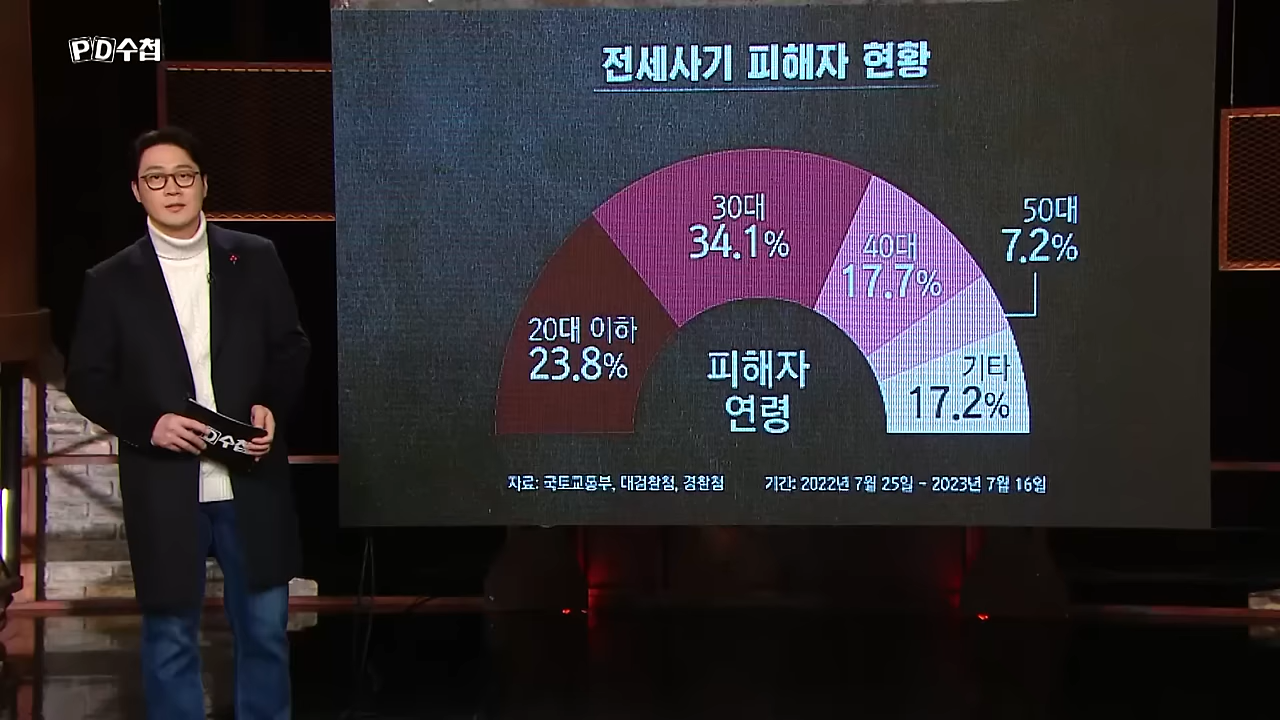 PD수첩
전세사기 피해자 현황
30대
34.1%
40대
17.7%
50대
7.2%
20대 이하
23.8%
기타
17.2%
피해자
연령
자료: 국토교통부, 대검찰청, 경찰청
기간: 2022년 7월 25일 ~ 2023년 7월 16일
PD수첩